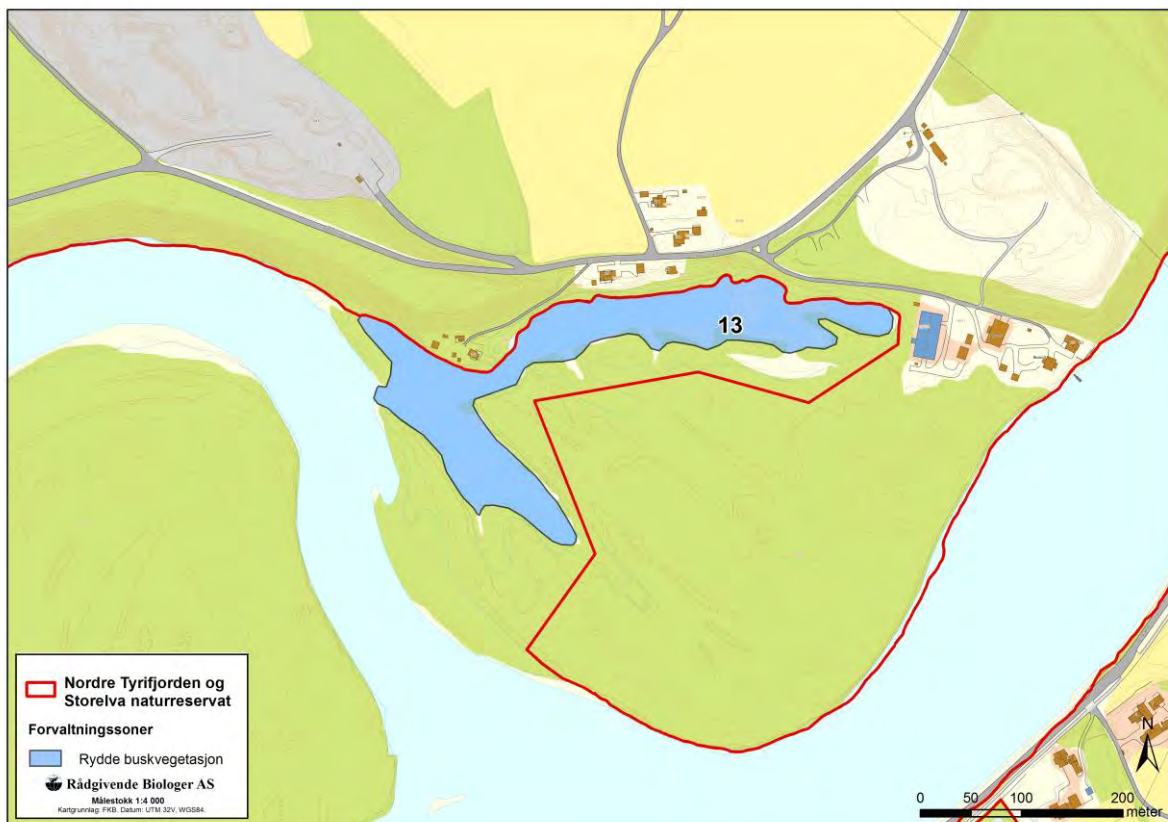 13
Nordre Tyrifjorden og
Storelva naturreservat
Forvaltningssoner
Rydde buskvegetasjon
Rådgivende Biologer AS
Målestokk 1:4 000
Kartgrunnlag: FKB. Datum: UTM 32V, WGS84.
N
0 50 100 200
meter